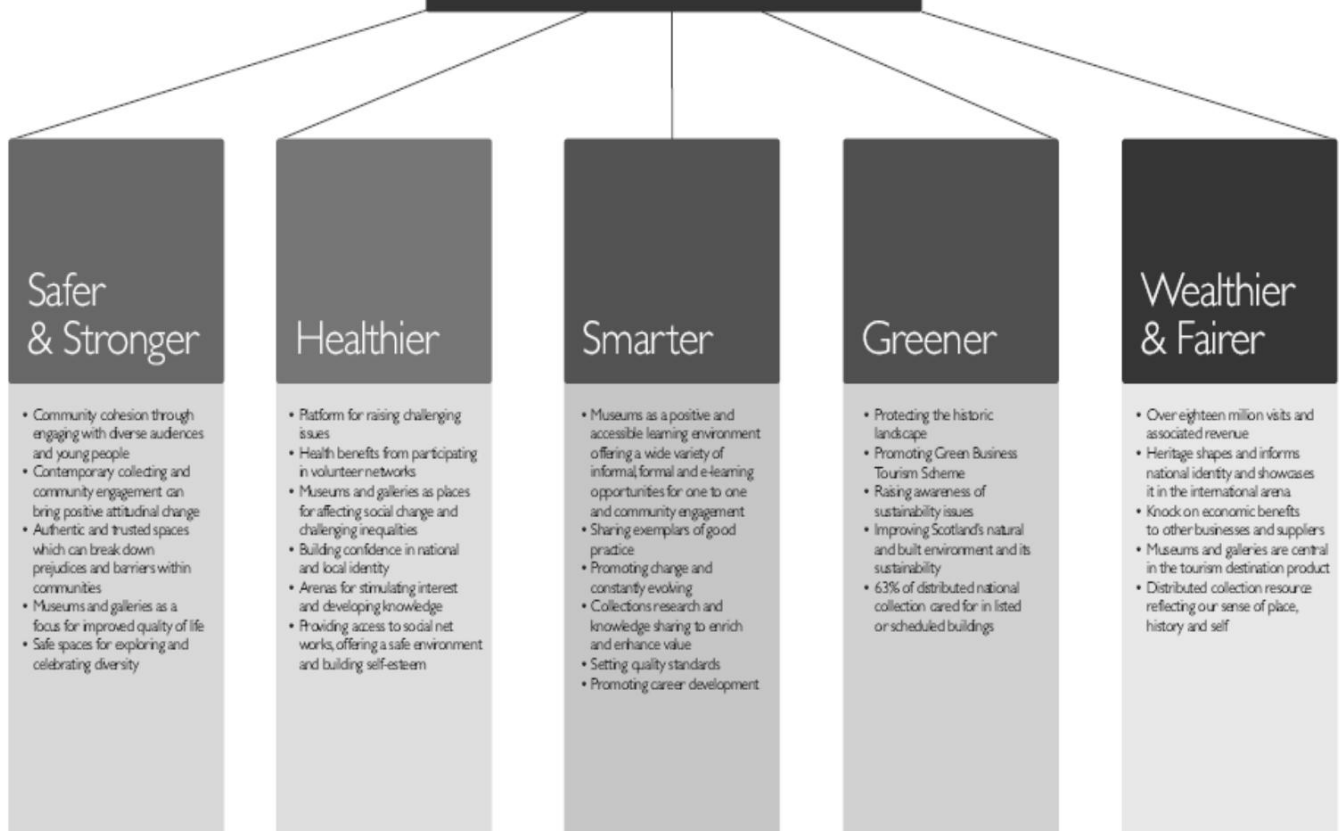 Safer
& Stronger
• Community cohesion through
engaging with diverse audiences
and young people
• Contemporary collecting and
community engagement can
bring positive attitudinal change
• Authentic and trusted spaces
which can break down
prejudices and barriers within
communities
• Museums and galleries as a
focus for improved quality of life
• Safe spaces for exploring and
celebrating diversity
Healthier
• Platform for raising challenging
issues
• Health benefits from participating
in volunteer networks
• Museums and galleries as places
for affecting social change and
challenging inequalities
• Building confidence in national
and local identity
• Arenas for stimulating interest
and developing knowledge
• Providing access to social net
works, offering a safe environment
and building self-esteem
Smarter
• Museums as a positive and
accessible learning environment
offering a wide variety of
informal, formal and e-learning
opportunities for one to one
and community engagement
• Sharing exemplars of good
practice
• Promoting change and
constantly evolving
• Collections research and
knowledge sharing to enrich
and enhance value
• Setting quality standards
• Promoting career development
Greener
• Protecting the historic
landscape
• Promoting Green Business
Tourism Scheme
• Raising awareness of
sustainability issues
• Improving Scotland's natural
and built environment and its
sustainability
• 63% of distributed national
collection cared for in listed
or scheduled buildings
Wealthier
& Fairer
• Over eighteen million visits and
associated revenue
• Heritage shapes and informs
national identity and showcases
it in the international arena
• Knock on economic benefits
to other businesses and suppliers
• Museums and galleries are central
in the tourism destination product
• Distributed collection resource
reflecting our sense of place,
history and self